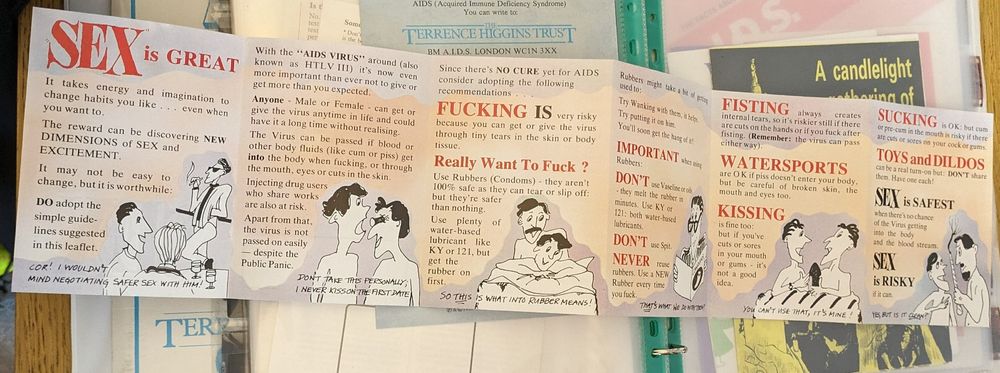 Is t
No.
test
per
test
AIDS (Acquired Immune Deficiency Syndrome)
You can write to:
THE
TERRENCE HIGGINS TRUST
BM A.I.D.S. LONDON WC1N 3XX
A candlelight
gathering of
SEX is GREAT
It takes energy and imagination to
change habits you like . . . even when
you want to.
The reward can be discovering NEW
DIMENSIONS of SEX and
EXCITEMENT.
It may not be easy to
change, but it is worthwhile:
DO adopt the
simple guide-
lines suggested
in this leaflet.
COR! I WOULDN'T
MIND NEGOTIATING SAFER SEX WITH HIM!
With the "AIDS VIRUS" around (also
known as HTLV III) it's now even
more important than ever not to give or
get more than you expected.
Anyone - Male or Female - can get or
give the virus anytime in life and could
have it a long time without realising.
The Virus can be passed if blood or
other body fluids (like cum or piss) get
into the body when fucking, or through
the mouth, eyes or cuts in the skin.
Injecting drug users
who share works
are also at risk.
Apart from that,
the virus is not
passed on easily
— despite the
Public Panic.
DON'T TAKE THIS PERSONALLY,
I NEVER KISS ON THE FIRST DATE!
Since there's NO CURE yet for AIDS
consider adopting the following
recommendations . . .
FUCKING IS very risky
because you can get or give the virus
through tiny tears in the skin or body
tissue.
Really Want To Fuck ?
Use Rubbers (Condoms) - they aren't
100% safe as they can tear or slip off:
but they're safer
than nothing.
Use plenty of
water-based
lubricant like
KY or 121, but
get the
rubber on
first.
SO THIS IS WHAT INTO RUBBER MEANS!
Rubbers might take a bit of getting
used to:
Try Wanking with them, it helps.
Try putting it on him.
You'll soon get the hang of it!
IMPORTANT when using
Rubbers:
DON'T use Vaseline or oils
- they melt the rubber in
minutes. Use KY or
121: both water-based
lubricants.
DON'T use Spit.
NEVER reuse
rubbers. Use a NEW
Rubber every time
you fuck.
THAT'S WHAT WE DO WITH THEM!
FISTING always creates
internal tears, so it's riskier still if there
are cuts on the hands or if you fuck after
fisting. (Remember: the virus can pass
either way).
WATERSPORTS
are OK if piss doesn't enter your body,
but be careful of broken skin, the
mouth and eyes too.
KISSING
is fine too:
but if you've
cuts or sores
in your mouth
or gums - it's
not a good
idea.
YOU CAN'T USE THAT, IT'S MINE!
SUCKING is OK: but cum
or pre-cum in the mouth is risky if there
are cuts or sores on your cock or gums.
TOYS and DILDOS
can be a real turn-on but: DON'T share
them. Have one each!
SEX is SAFEST
when there's no chance
of the Virus getting
into the body
and the blood stream.
SEX
is RISKY
if it can.
YES, BUT IS IT CLEAN?
TERR